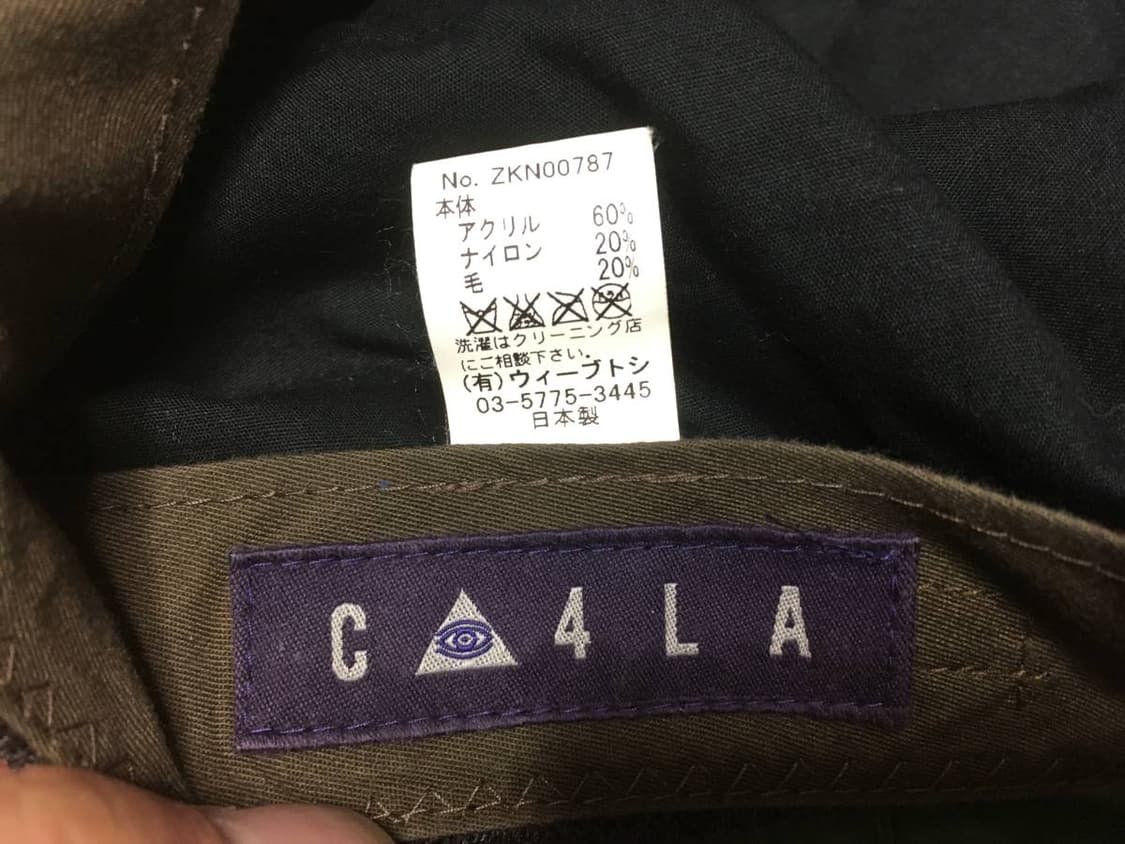 No. ZKN00787
本体
アクリル 60%
ナイロン 20%
毛 20%
洗濯はクリーニング店
にご相談下さい.
(有)ウィーブトシ
03-5775-3445
日本製
C 4 L A